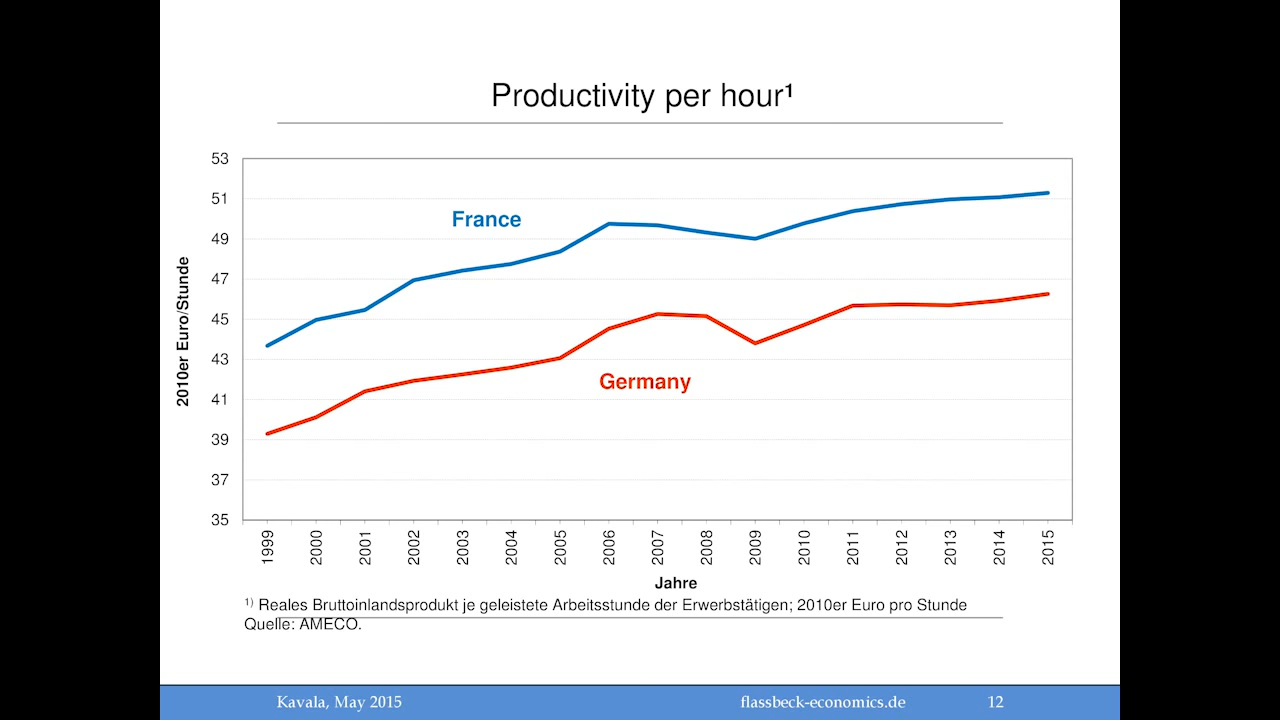 Productivity per hour¹
53
51
49
47
45
43
41
39
37
35
2010er Euro/Stunde
France
Germany
1999 2000 2001 2002 2003 2004 2005 2006 2007 2008 2009 2010 2011 2012 2013 2014 2015
Jahre
¹⁾ Reales Bruttoinlandsprodukt je geleistete Arbeitsstunde der Erwerbstätigen; 2010er Euro pro Stunde
Quelle: AMECO.
Kavala, May 2015 flassbeck-economics.de 12